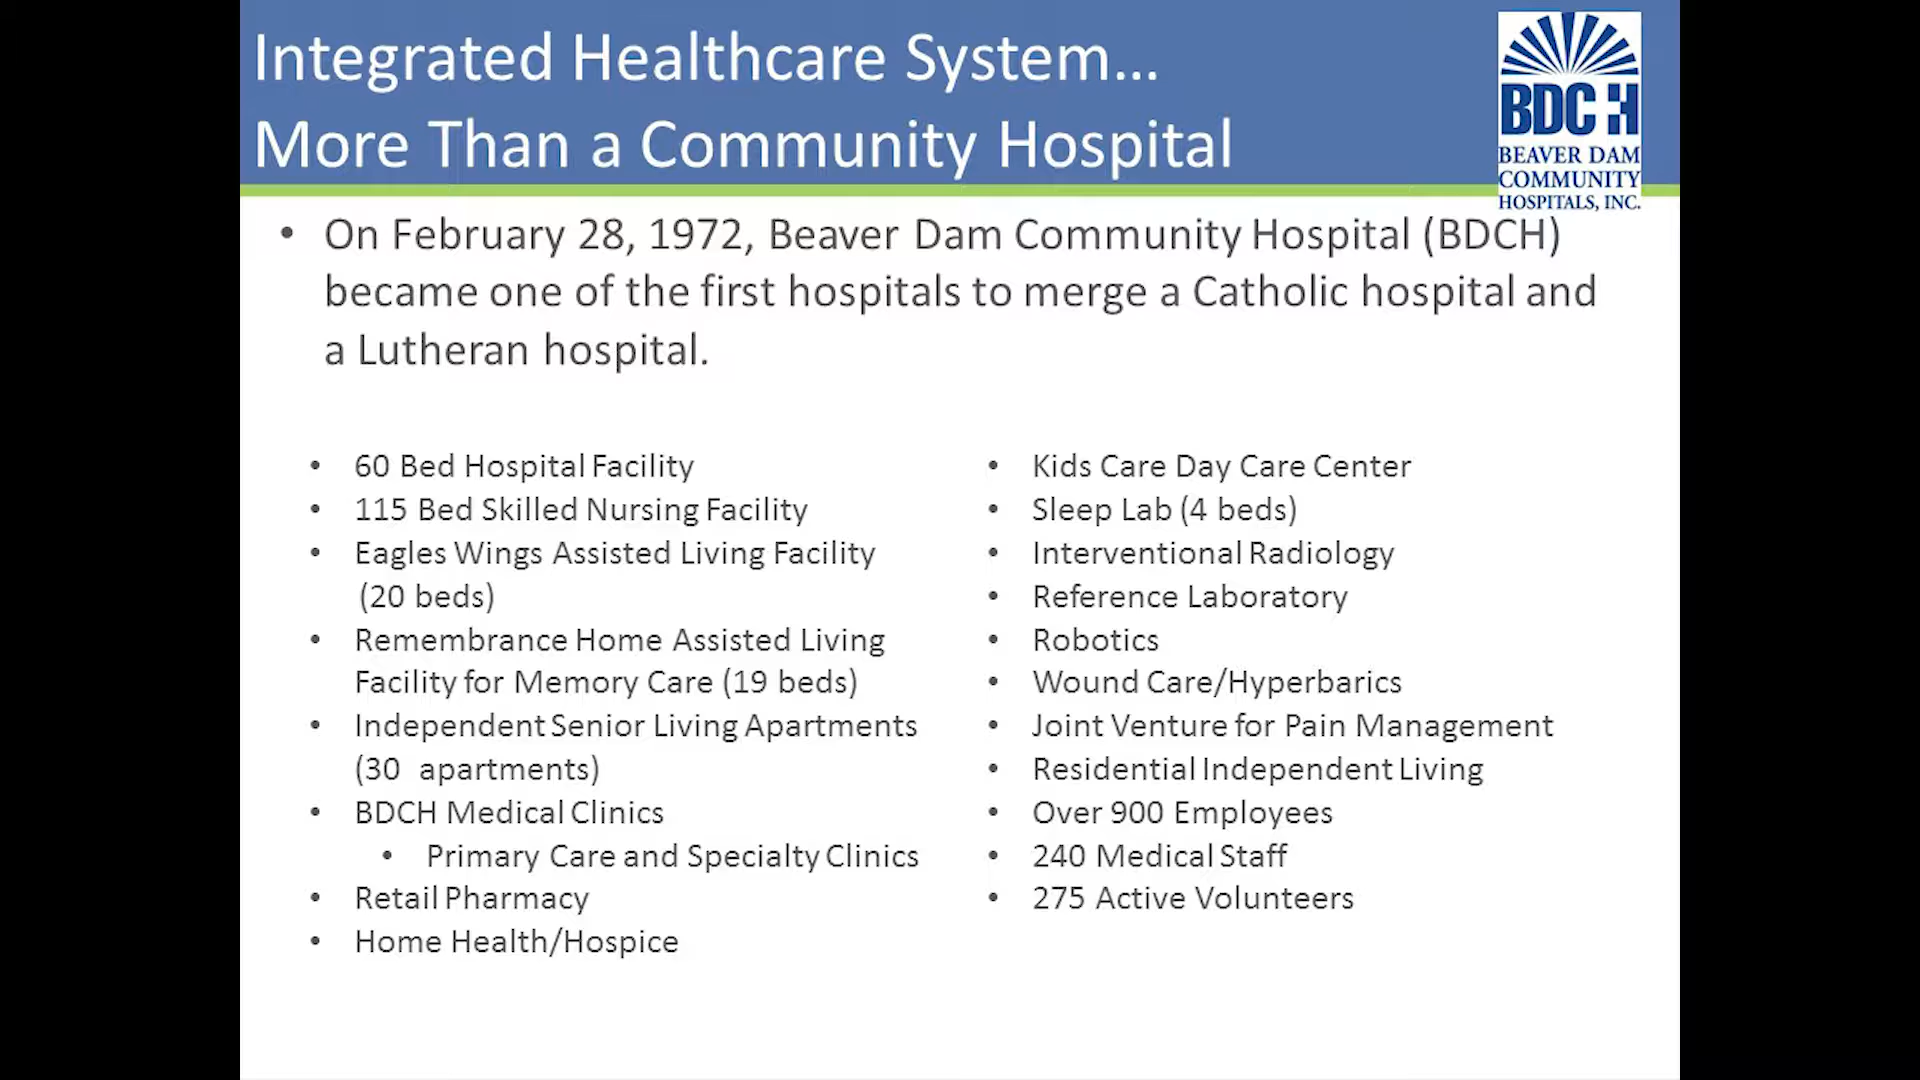 Integrated Healthcare System...
More Than a Community Hospital
BDCH
BEAVER DAM
COMMUNITY
HOSPITALS, INC.
• On February 28, 1972, Beaver Dam Community Hospital (BDCH)
became one of the first hospitals to merge a Catholic hospital and
a Lutheran hospital.
• 60 Bed Hospital Facility
• 115 Bed Skilled Nursing Facility
• Eagles Wings Assisted Living Facility
(20 beds)
• Remembrance Home Assisted Living
Facility for Memory Care (19 beds)
• Independent Senior Living Apartments
(30 apartments)
• BDCH Medical Clinics
• Primary Care and Specialty Clinics
• Retail Pharmacy
• Home Health/Hospice
• Kids Care Day Care Center
• Sleep Lab (4 beds)
• Interventional Radiology
• Reference Laboratory
• Robotics
• Wound Care/Hyperbarics
• Joint Venture for Pain Management
• Residential Independent Living
• Over 900 Employees
• 240 Medical Staff
• 275 Active Volunteers